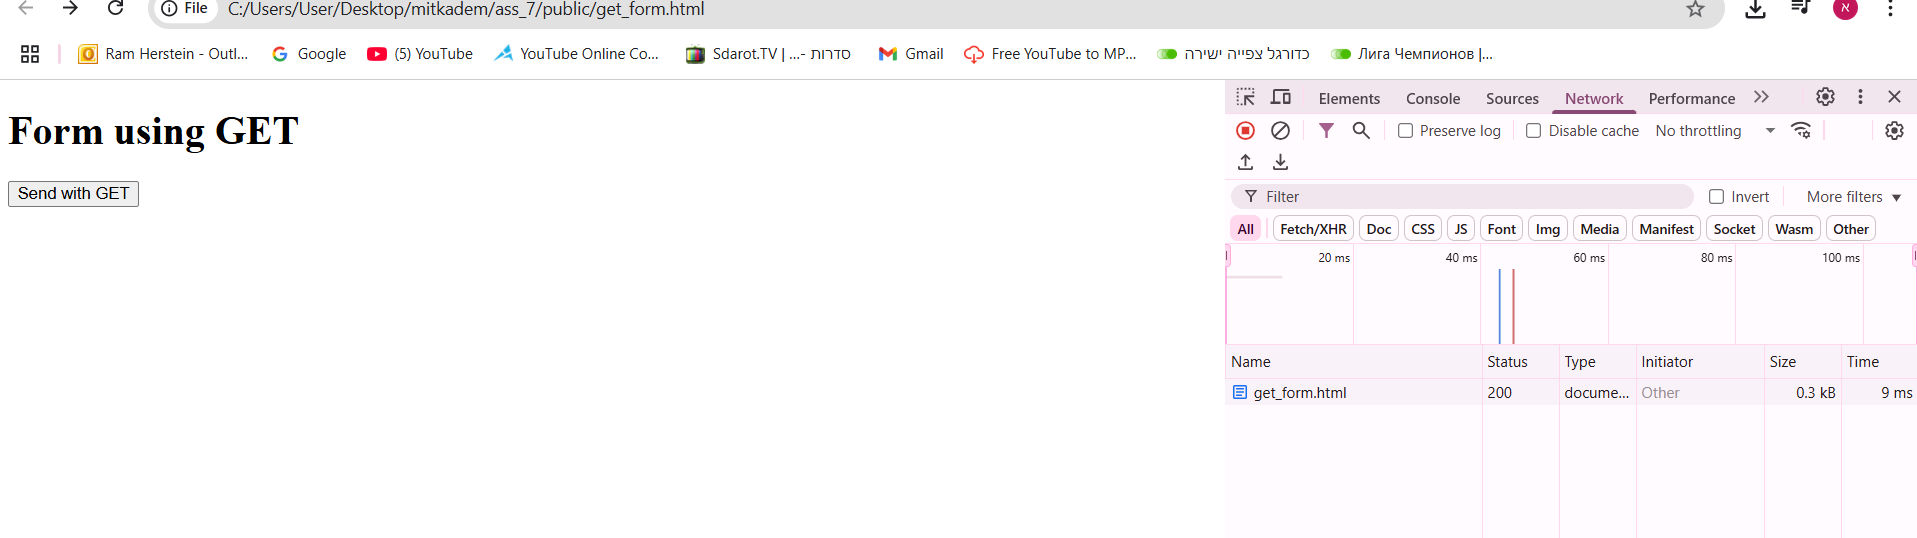 File C:/Users/User/Desktop/mitkadem/ass_7/public/get_form.html א
Ram Herstein - Outl... Google (5) YouTube YouTube Online Co... Sdarot.TV | ...- סדרות Gmail Free YouTube to MP... כדורגל צפייה ישירה Лига Чемпионов |...
Form using GET
Send with GET
Elements Console Sources Network Performance
Preserve log Disable cache No throttling
Filter Invert More filters
All Fetch/XHR Doc CSS JS Font Img Media Manifest Socket Wasm Other
20 ms 40 ms 60 ms 80 ms 100 ms
Name Status Type Initiator Size Time
get_form.html 200 docume... Other 0.3 kB 9 ms